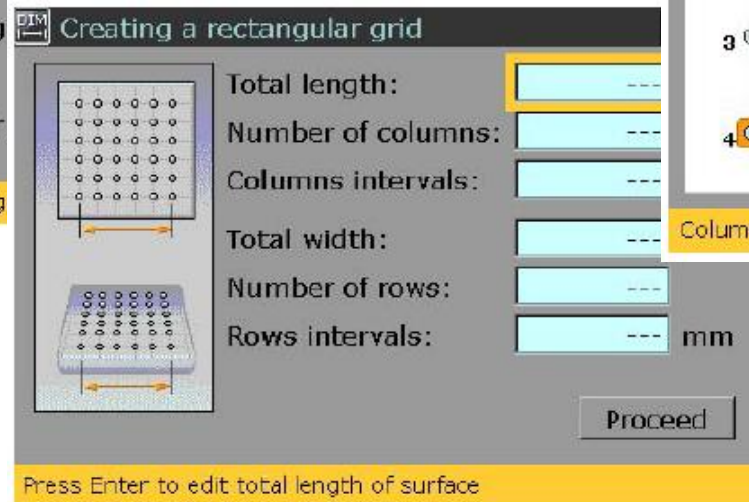 DIM Creating a rectangular grid
Total length: ---
Number of columns: ---
Columns intervals: ---
Total width: ---
Number of rows: ---
Rows intervals: --- mm
Proceed
Press Enter to edit total length of surface
3
4
Colum